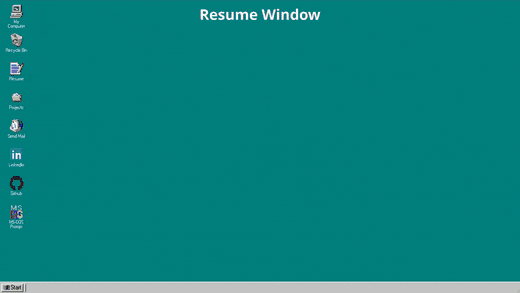 Resume Window
My
Computer
Recycle Bin
Resume
Projects
Send Mail
LinkedIn
Github
MS-DOS
Prompt
Start